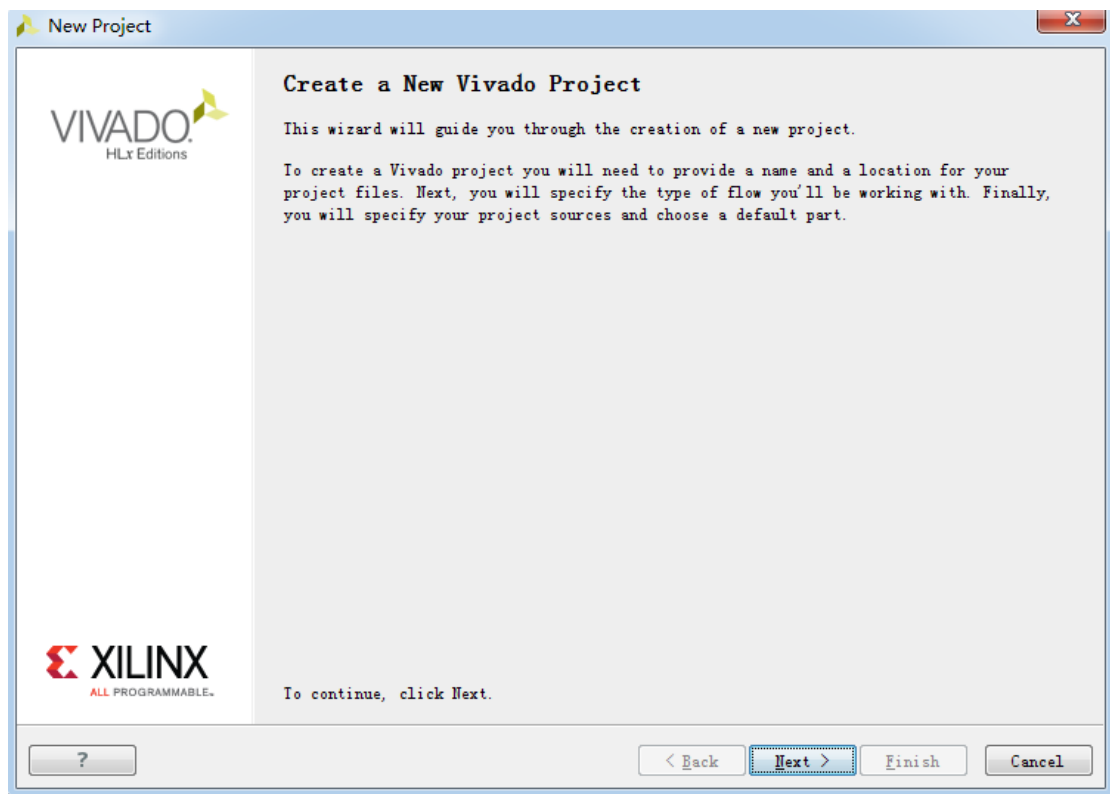 New Project
VIVADO.
HLx Editions
Create a New Vivado Project
This wizard will guide you through the creation of a new project.
To create a Vivado project you will need to provide a name and a location for your
project files. Next, you will specify the type of flow you'll be working with. Finally,
you will specify your project sources and choose a default part.
XILINX
ALL PROGRAMMABLE™
To continue, click Next.
?
< Back
Next >
Finish
Cancel